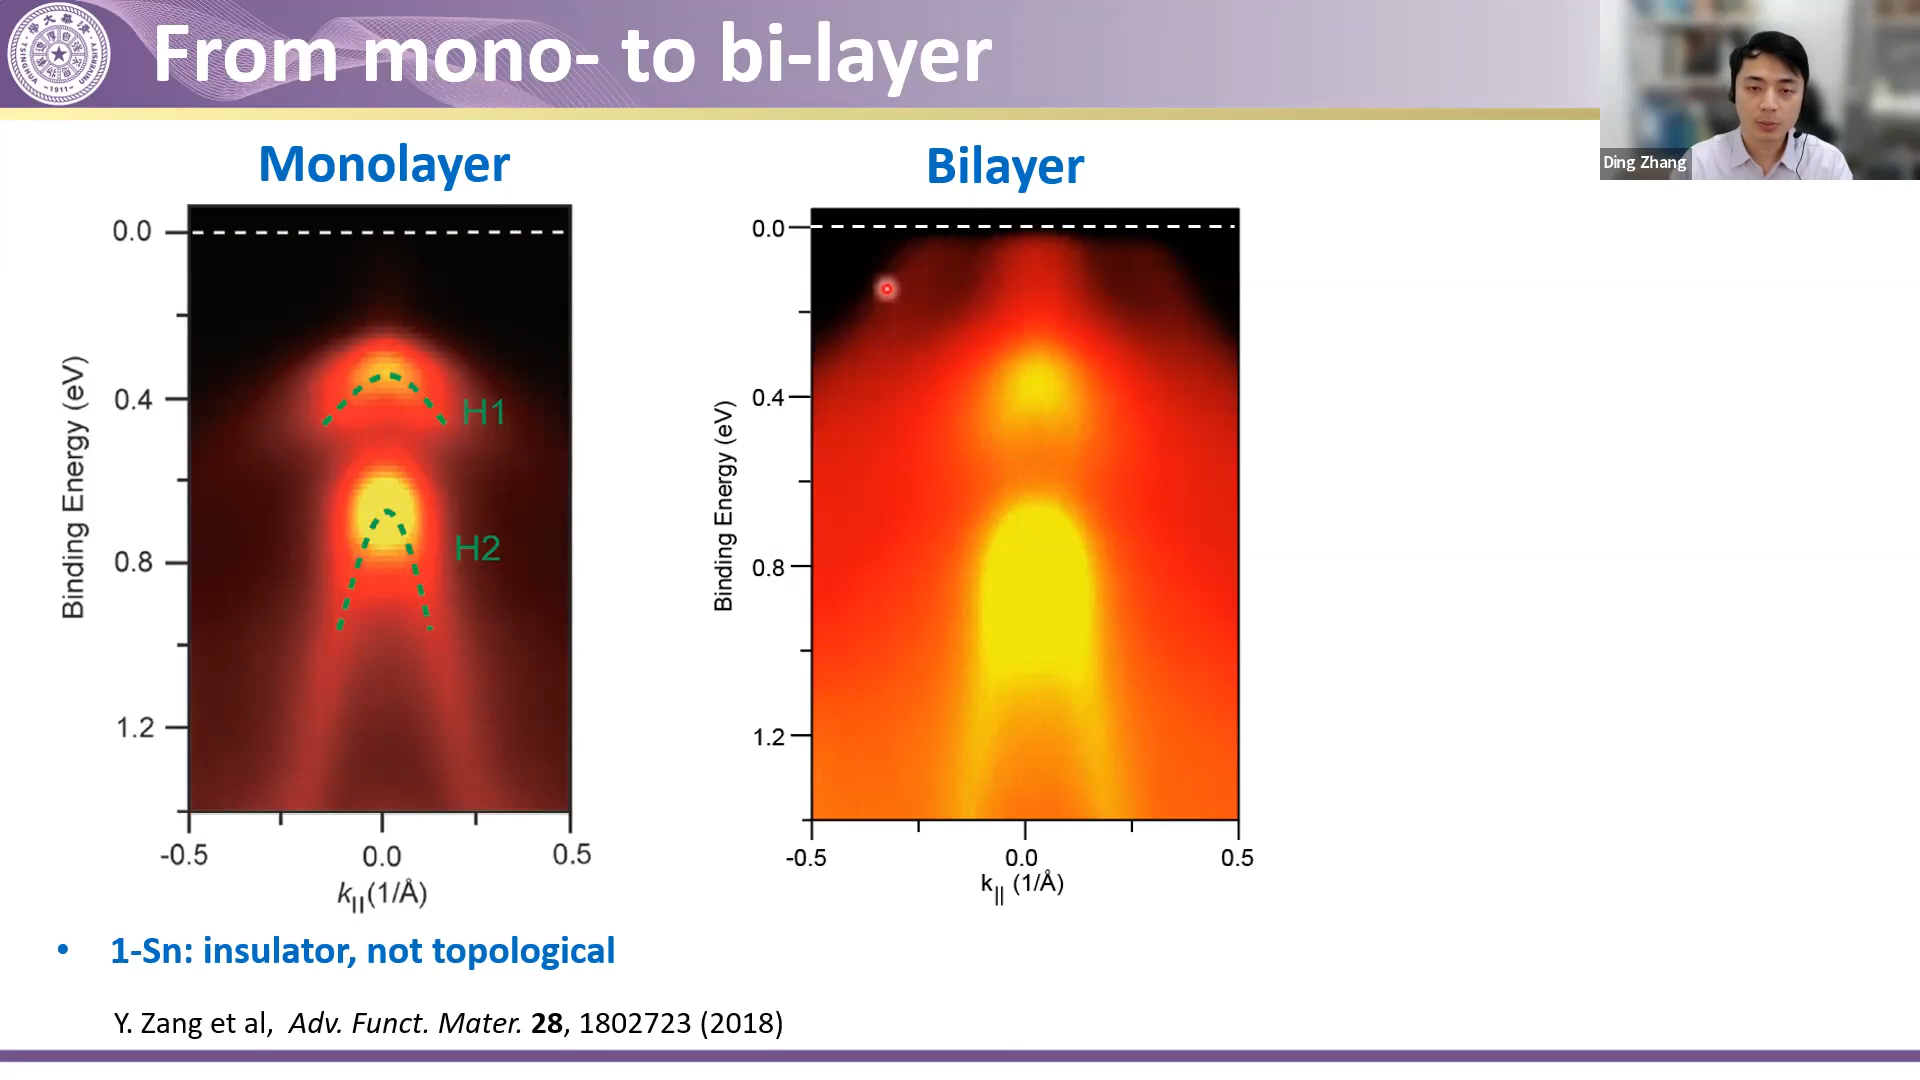 From mono- to bi-layer
Ding Zhang
Monolayer
Bilayer
0.0
0.4
0.8
1.2
Binding Energy (eV)
H1
H2
-0.5
0.0
0.5
k||(1/Å)
0.0
0.4
0.8
1.2
Binding Energy (eV)
-0.5
0.0
0.5
k|| (1/Å)
• 1-Sn: insulator, not topological
Y. Zang et al, Adv. Funct. Mater. 28, 1802723 (2018)
TSINGHUA UNIVERSITY
-1911-